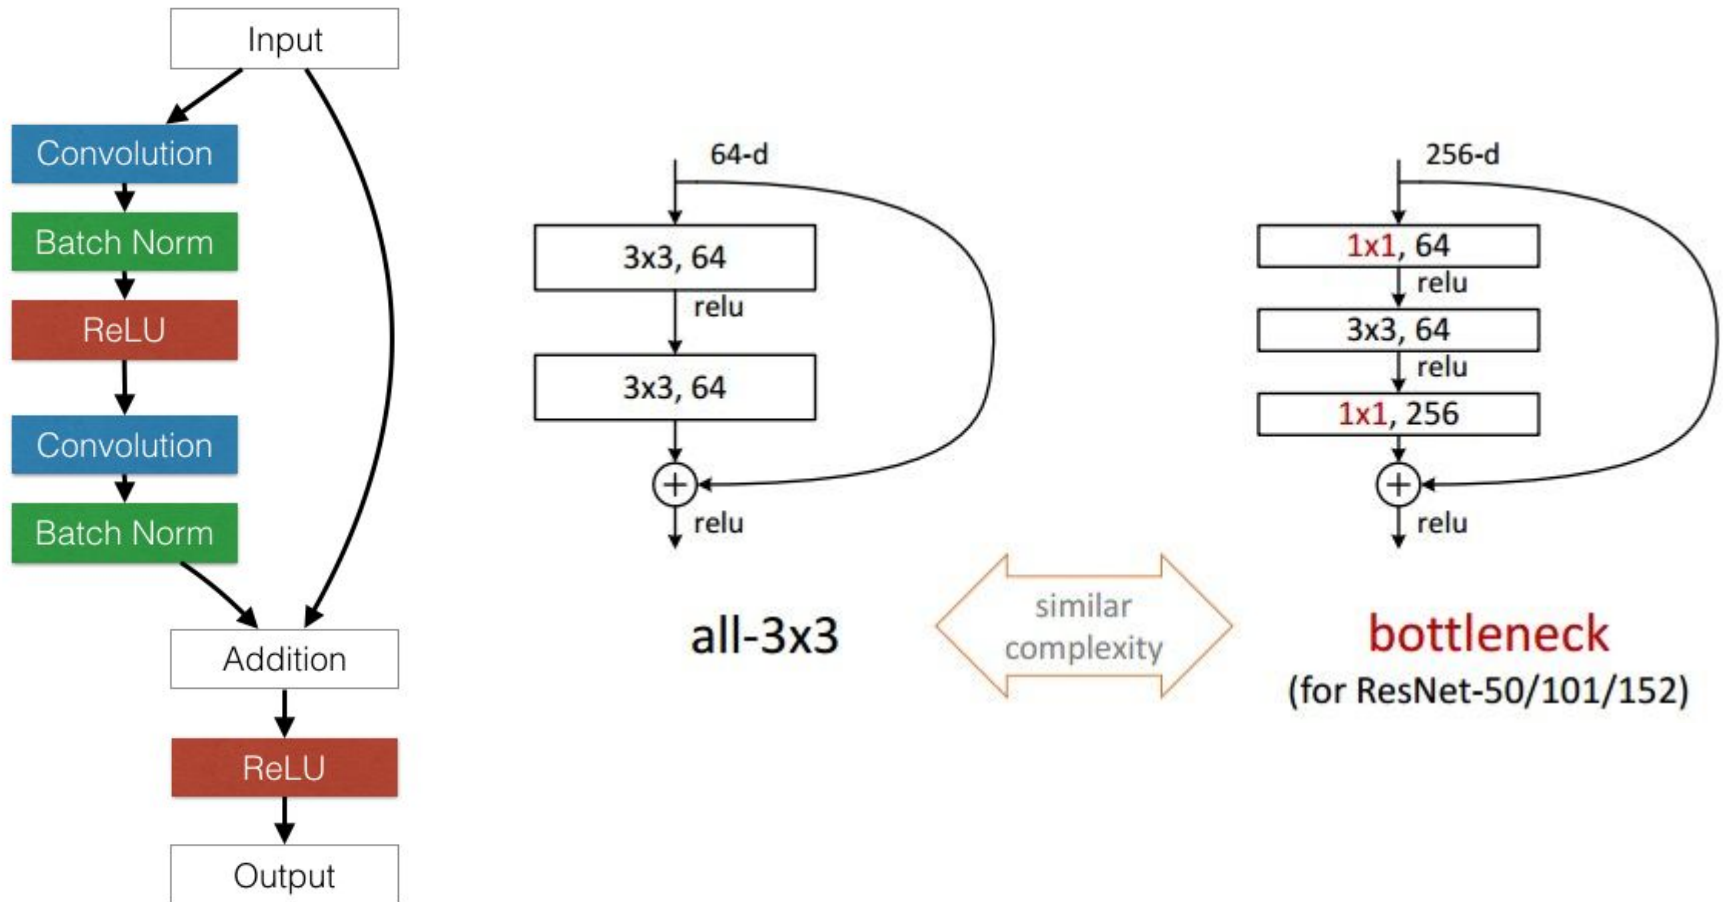 Input
Convolution
Batch Norm
ReLU
Convolution
Batch Norm
Addition
ReLU
Output
64-d
3x3, 64
relu
3x3, 64
+
relu
all-3x3
similar
complexity
256-d
1x1, 64
relu
3x3, 64
relu
1x1, 256
+
relu
bottleneck
(for ResNet-50/101/152)